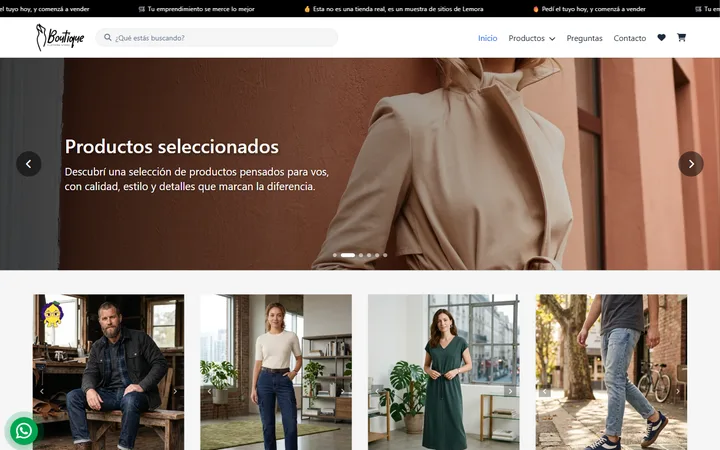 el tuyo hoy, y comenzá a vender
Tu emprendimiento se merece lo mejor
Esta no es una tienda real, es un muestra de sitios de Lemora
Pedí el tuyo hoy, y comenzá a vender
Tu em
Boutique
¿Qué estás buscando?
Inicio
Productos
Preguntas
Contacto
Productos seleccionados
Descubrí una selección de productos pensados para vos,
con calidad, estilo y detalles que marcan la diferencia.